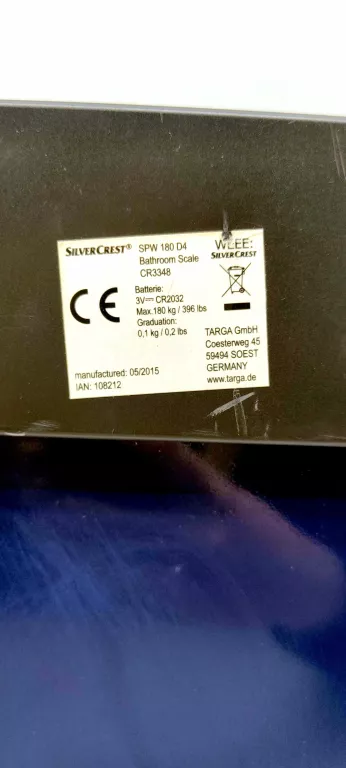 SILVERCREST® SPW 180 D4
Bathroom Scale
CR3348
WEEE:
SILVERCREST
CE
Batterie:
3V⎓ CR2032
Max.180 kg / 396 lbs
Graduation:
0,1 kg / 0,2 lbs
TARGA GmbH
Coesterweg 45
59494 SOEST
GERMANY
www.targa.de
manufactured: 05/2015
IAN: 108212